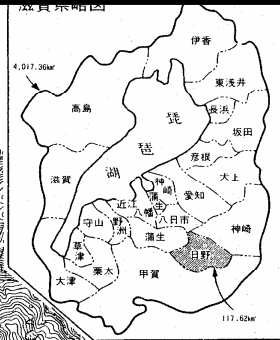 滋賀県略図
4,017.36km²
伊香
東浅井
高島
琵
琶
湖
長浜
坂田
彦根
犬上
滋賀
愛知
神崎
蒲生
近江
八幡
八日市
守山
野洲
蒲生
神崎
日野
草津
栗太
甲賀
大津
117.62km²